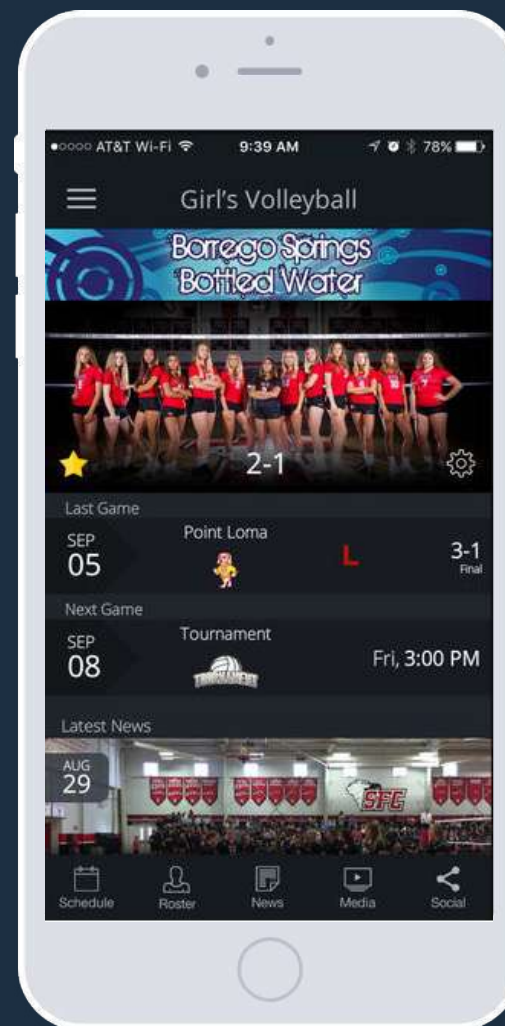 AT&T Wi-Fi 9:39 AM 78%
Girl's Volleyball
Borrego Springs
Bottled Water
2-1
Last Game
SEP
05
Point Loma
L
3-1
Final
Next Game
SEP
08
Tournament
TOURNAMENT
Fri, 3:00 PM
Latest News
AUG
29
SFC
Schedule Roster News Media Social